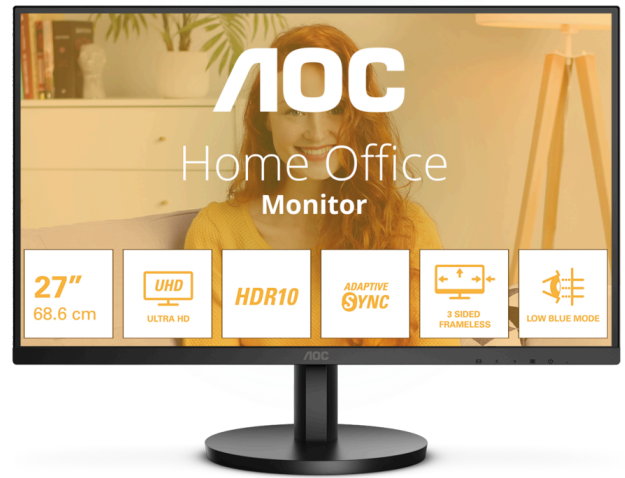 AOC
Home Office
Monitor
27"
68.6 cm
UHD
ULTRA HD
HDR10
ADAPTIVE
SYNC
3 SIDED
FRAMELESS
LOW BLUE MODE
AOC